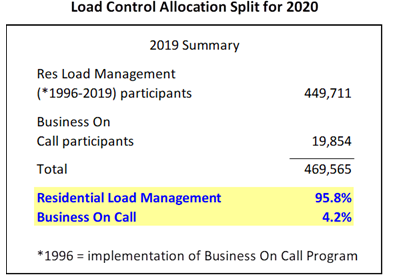 Load Control Allocation Split for 2020
2019 Summary
Res Load Management
(*1996-2019) participants 449,711
Business On
Call participants 19,854
Total 469,565
Residential Load Management 95.8%
Business On Call 4.2%
*1996 = implementation of Business On Call Program